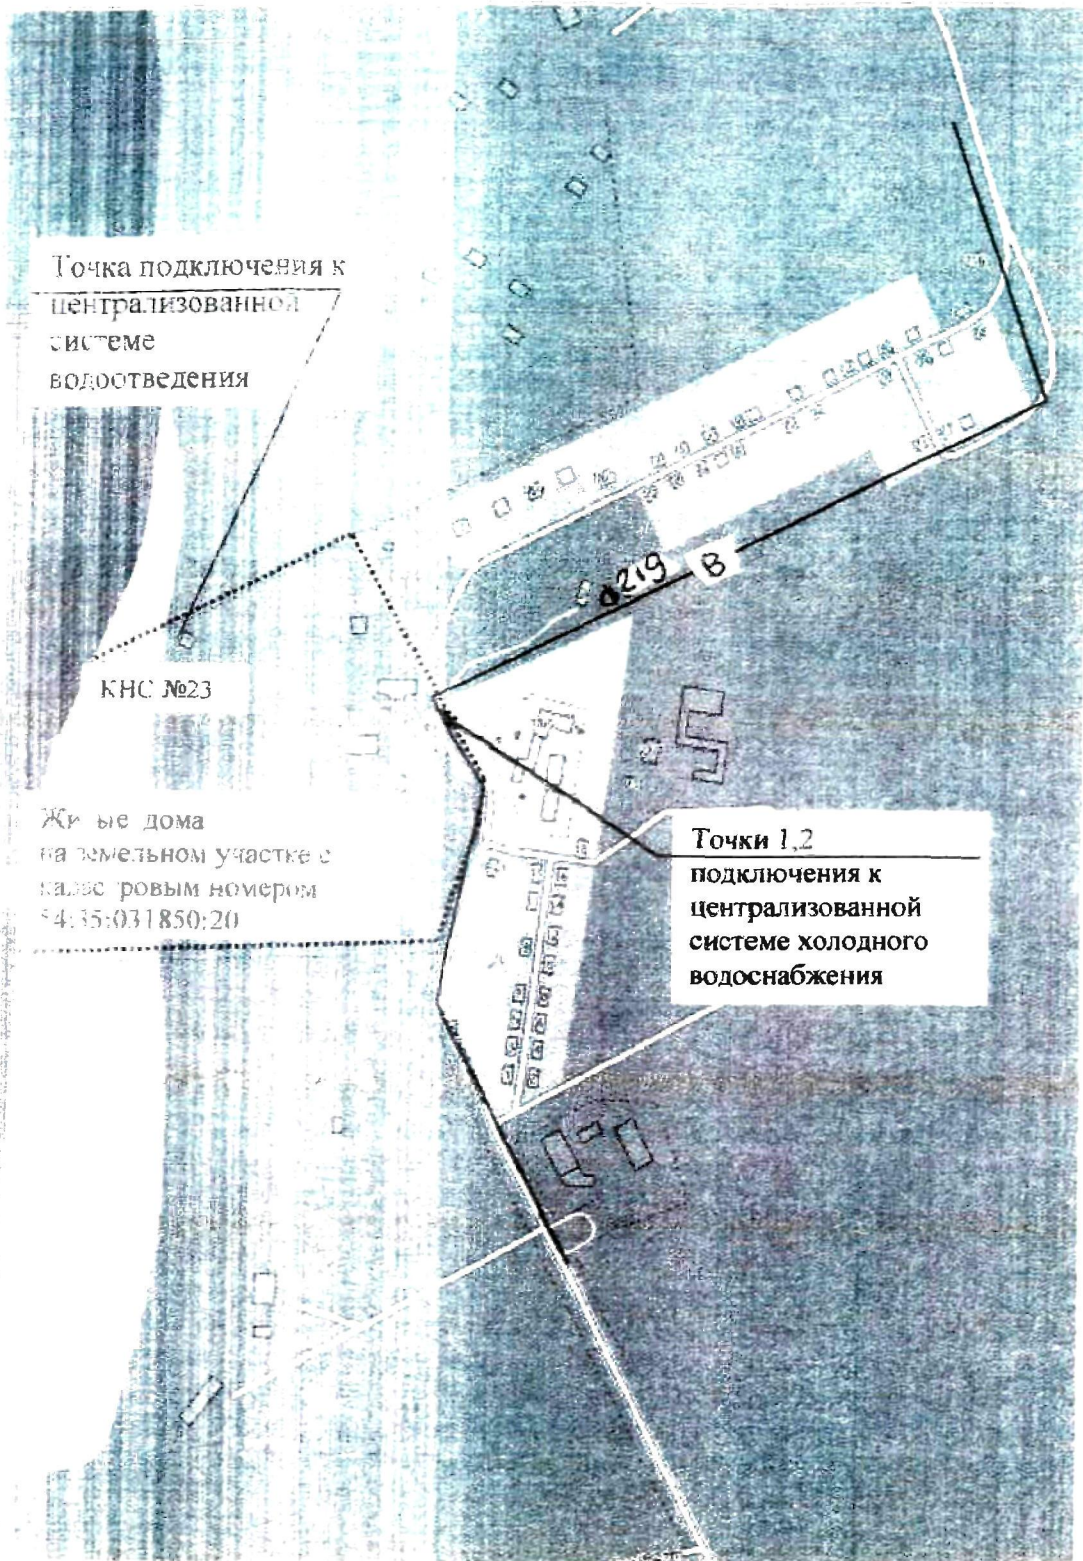 Точка подключения к
централизованной
системе
водоотведения
d219 В
КНС №23
Точки 1,2
подключения к
централизованной
системе холодного
водоснабжения
дома
на земельном участке с
номером